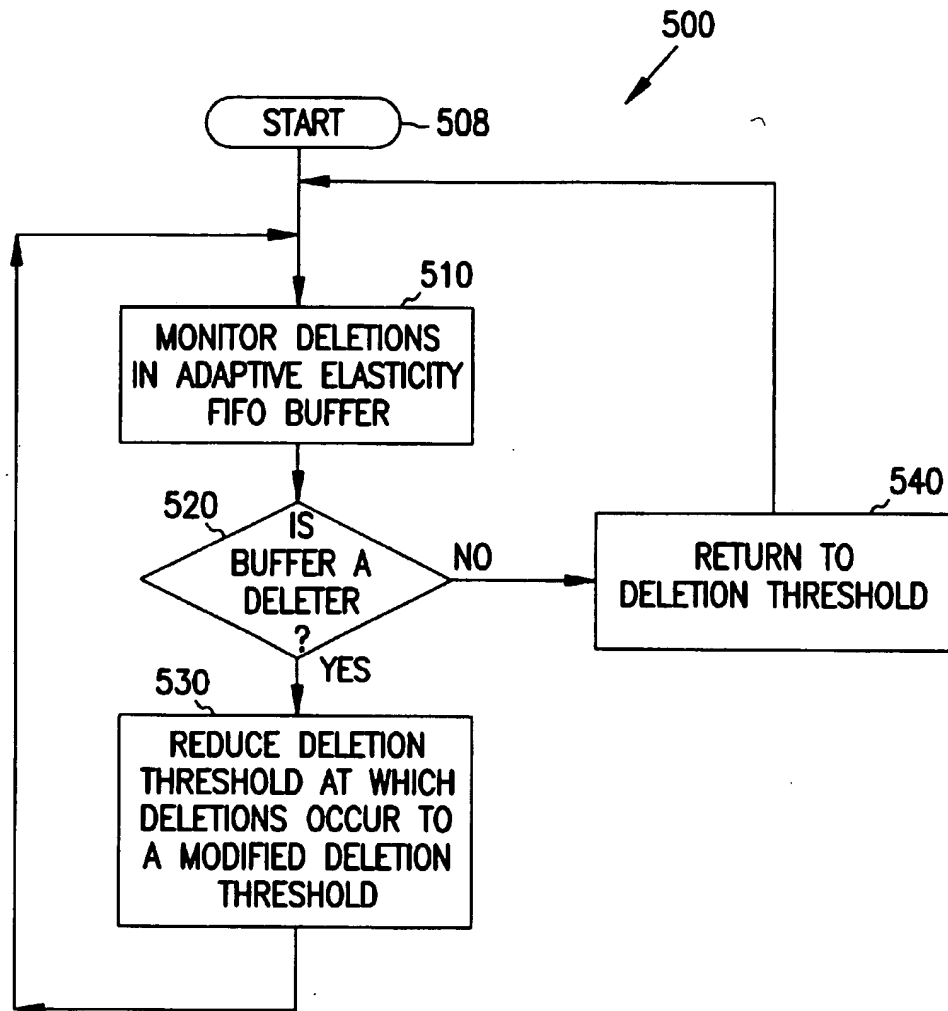 500
START
508
510
MONITOR DELETIONS
IN ADAPTIVE ELASTICITY
FIFO BUFFER
520
IS
BUFFER A
DELETER
?
NO
YES
540
RETURN TO
DELETION THRESHOLD
530
REDUCE DELETION
THRESHOLD AT WHICH
DELETIONS OCCUR TO
A MODIFIED DELETION
THRESHOLD